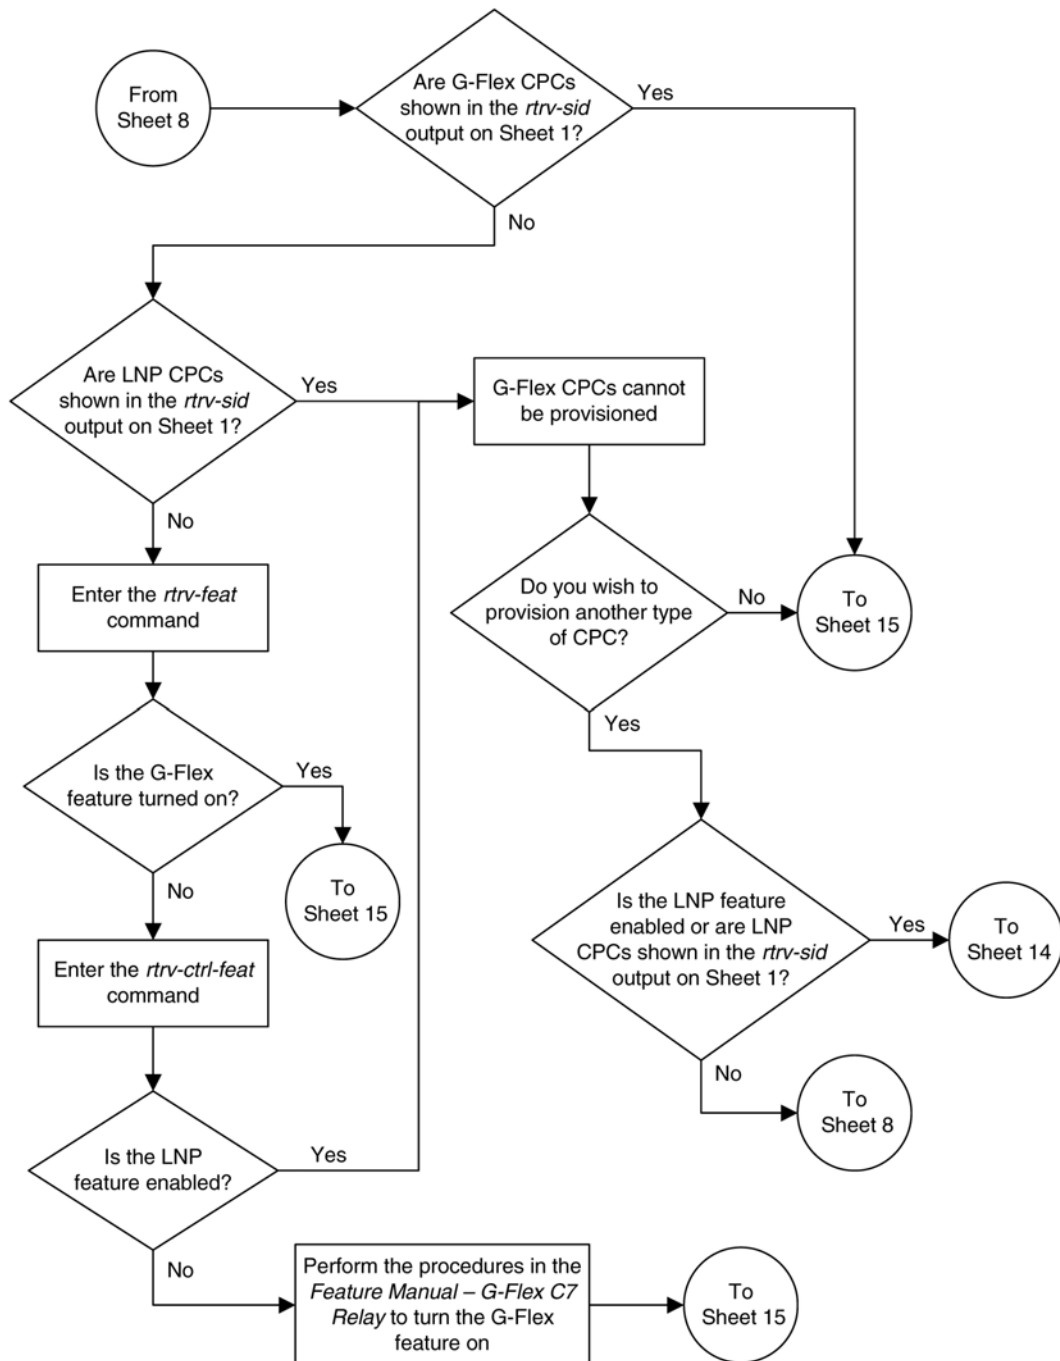 From
Sheet 8
Are G-Flex CPCs
shown in the rtrv-sid
output on Sheet 1?
Yes
No
Are LNP CPCs
shown in the rtrv-sid
output on Sheet 1?
Yes
No
G-Flex CPCs cannot
be provisioned
Enter the rtrv-feat
command
Do you wish to
provision another type
of CPC?
No
Yes
To
Sheet 15
Is the G-Flex
feature turned on?
Yes
No
To
Sheet 15
Is the LNP feature
enabled or are LNP
CPCs shown in the rtrv-sid
output on Sheet 1?
Yes
No
To
Sheet 14
To
Sheet 8
Enter the rtrv-ctrl-feat
command
Is the LNP
feature enabled?
Yes
No
Perform the procedures in the
Feature Manual – G-Flex C7
Relay to turn the G-Flex
feature on
To
Sheet 15